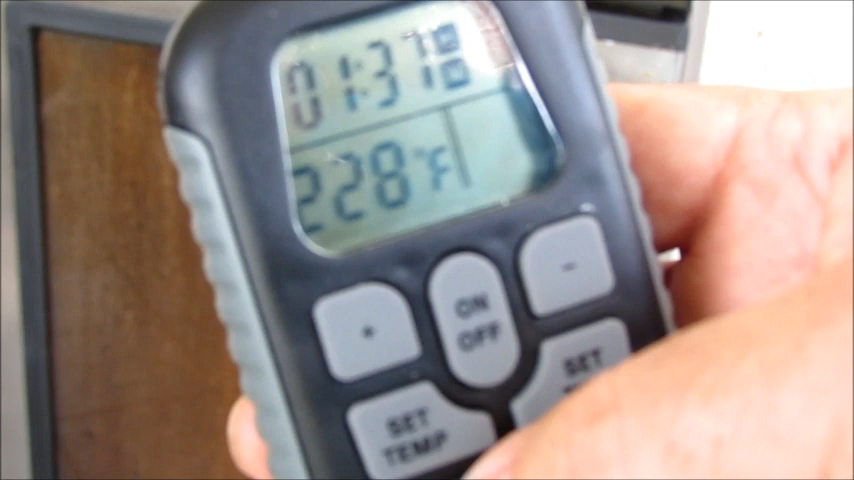 01:37
228°F
+
ON
OFF
-
SET
TEMP
SET